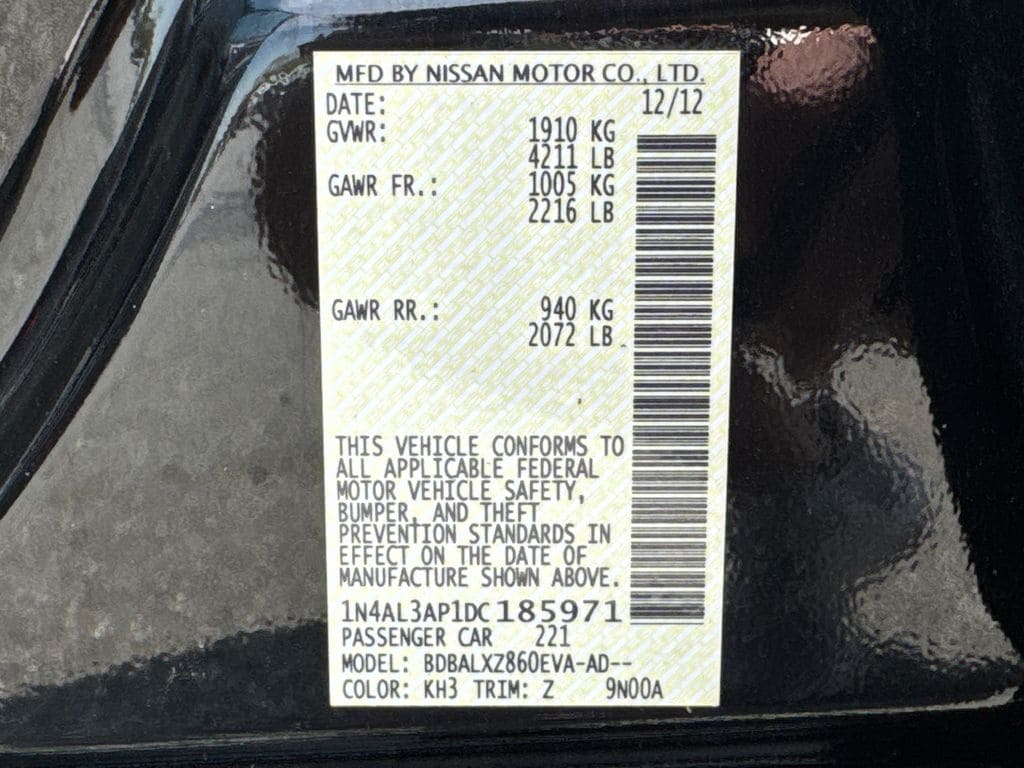 MFD BY NISSAN MOTOR CO., LTD.
DATE: 12/12
GVWR: 1910 KG
4211 LB
GAWR FR.: 1005 KG
2216 LB
GAWR RR.: 940 KG
2072 LB
THIS VEHICLE CONFORMS TO
ALL APPLICABLE FEDERAL
MOTOR VEHICLE SAFETY,
BUMPER, AND THEFT
PREVENTION STANDARDS IN
EFFECT ON THE DATE OF
MANUFACTURE SHOWN ABOVE.
1N4AL3AP1DC185971
PASSENGER CAR 221
MODEL: BDBALXZ860EVA-AD--
COLOR: KH3 TRIM: Z 9N00A